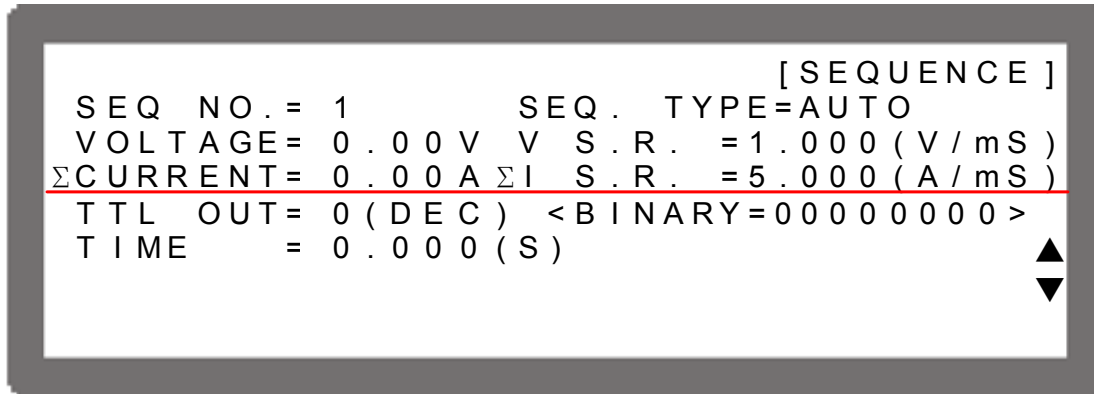 [SEQUENCE]
SEQ NO.= 1 SEQ. TYPE=AUTO
VOLTAGE= 0.00V V S.R. =1.000(V/mS)
ΣCURRENT= 0.00A ΣI S.R. =5.000(A/mS)
TTL OUT= 0(DEC) <BINARY=00000000>
TIME = 0.000(S)